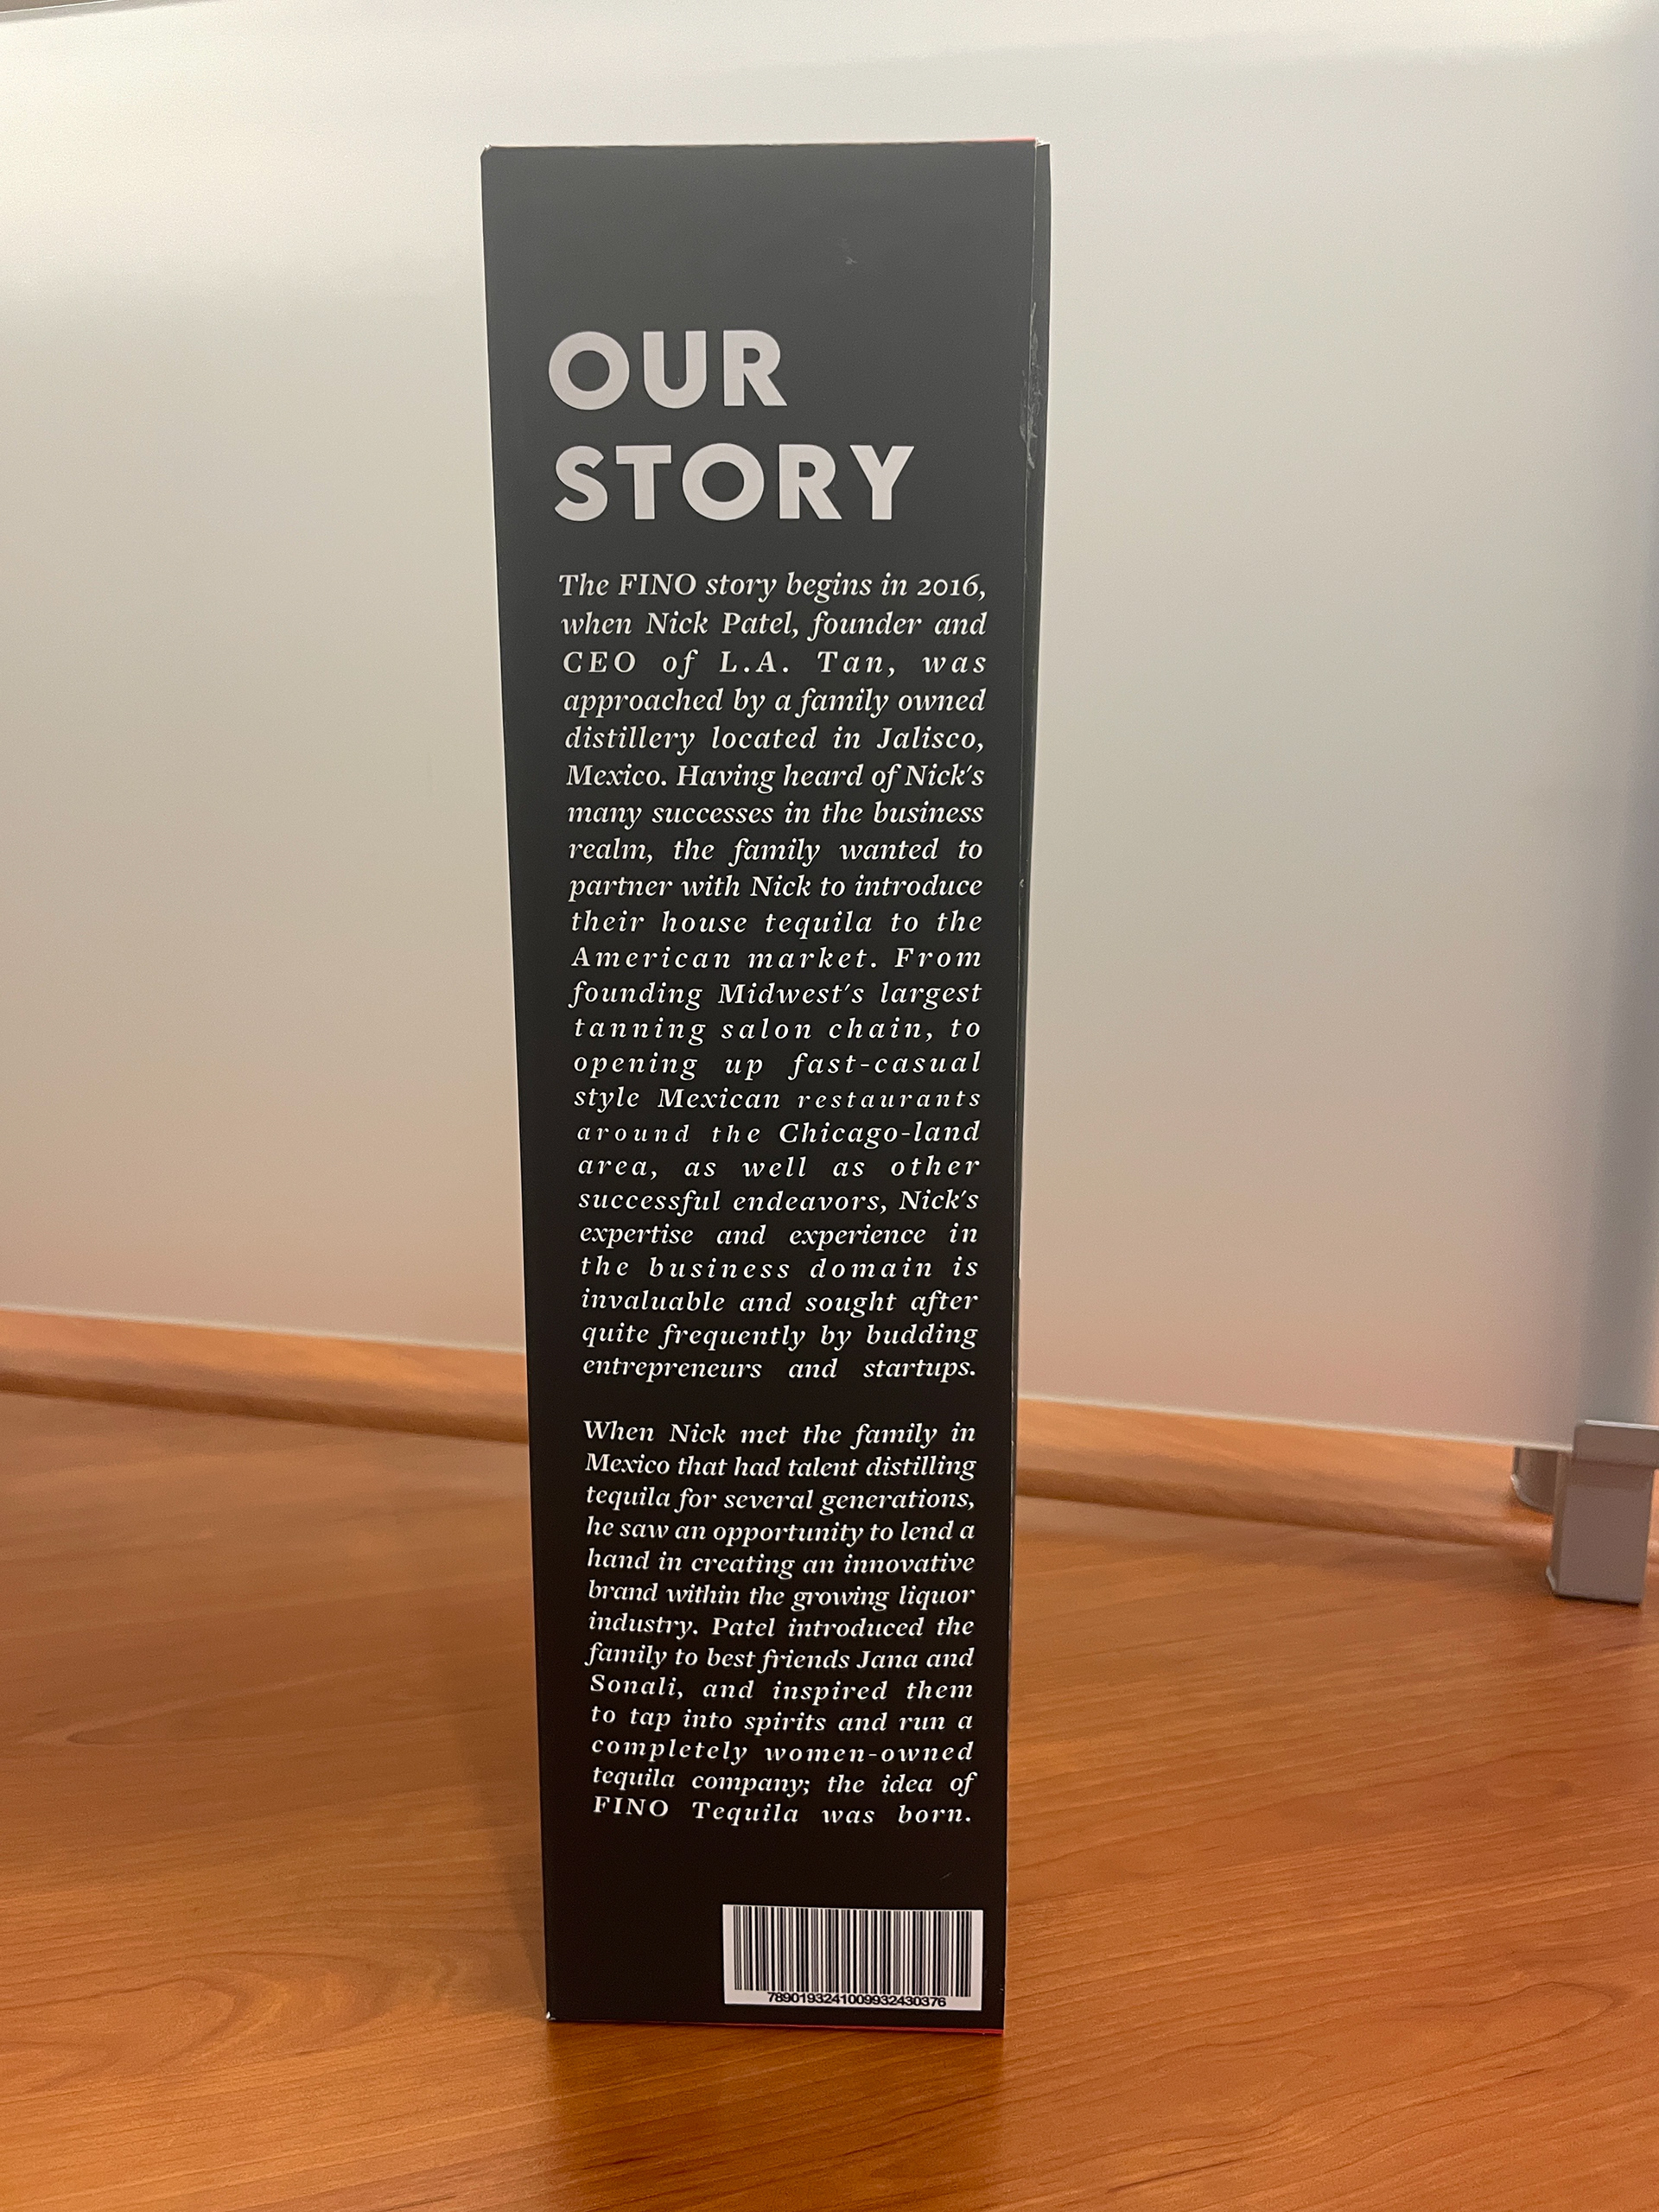 OUR
STORY
The FINO story begins in 2016,
when Nick Patel, founder and
CEO of L.A. Tan, was
approached by a family owned
distillery located in Jalisco,
Mexico. Having heard of Nick's
many successes in the business
realm, the family wanted to
partner with Nick to introduce
their house tequila to the
American market. From
founding Midwest's largest
tanning salon chain, to
opening up fast-casual
style Mexican restaurants
around the Chicago-land
area, as well as other
successful endeavors, Nick's
expertise and experience in
the business domain is
invaluable and sought after
quite frequently by budding
entrepreneurs and startups.
When Nick met the family in
Mexico that had talent distilling
tequila for several generations,
he saw an opportunity to lend a
hand in creating an innovative
brand within the growing liquor
industry. Patel introduced the
family to best friends Jana and
Sonali, and inspired them
to tap into spirits and run a
completely women-owned
tequila company; the idea of
FINO Tequila was born.
7890193241009932430376